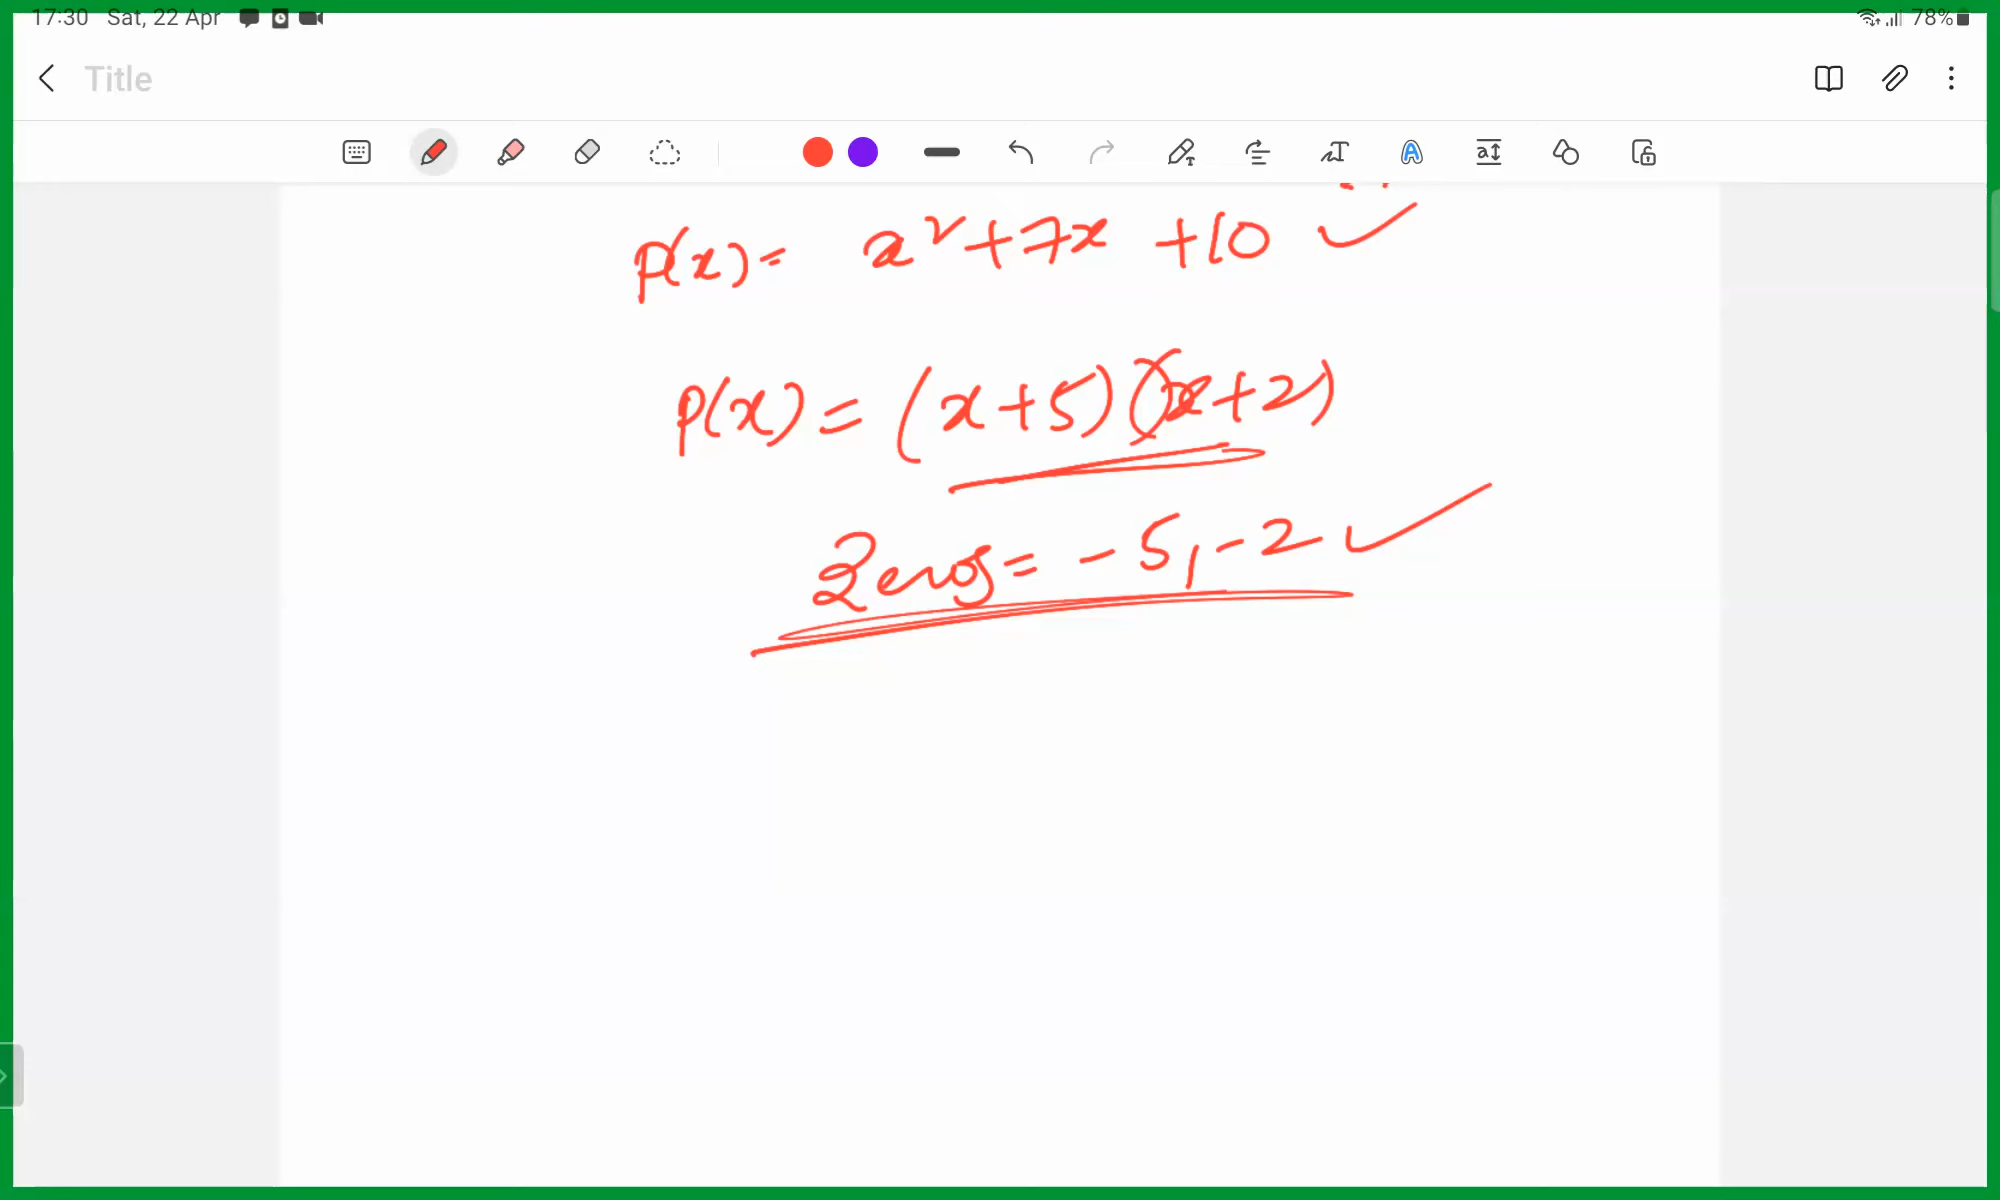 17:30 Sat, 22 Apr 78%
Title
P(x) = x²+7x +10
P(x) = (x+5)(x+2)
Zeros = -5, -2